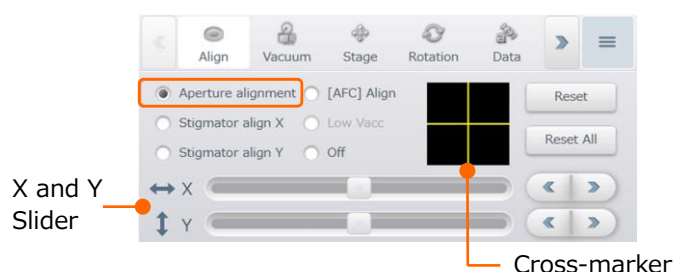 Align Vacuum Stage Rotation Data
Aperture alignment [AFC] Align
Reset
Stigmator align X Low Vacc
Reset All
Stigmator align Y Off
X and Y
Slider
X
Y
Cross-marker